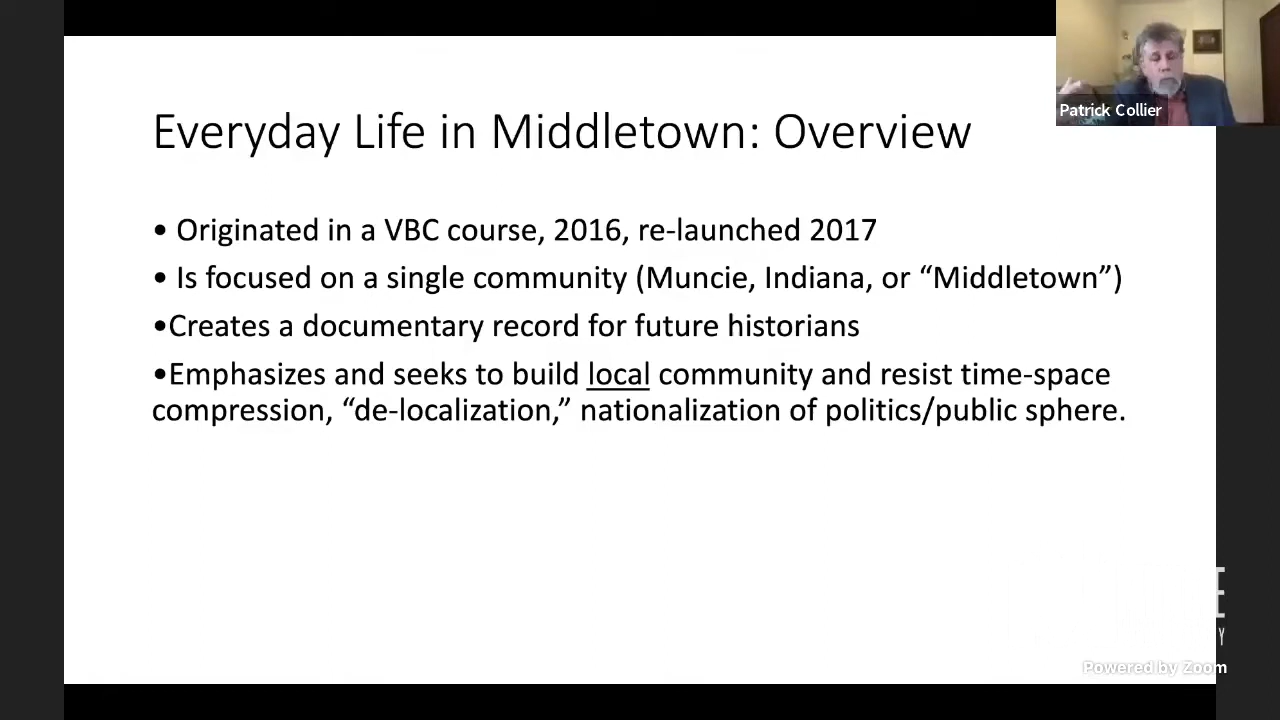 Patrick Collier
Everyday Life in Middletown: Overview
• Originated in a VBC course, 2016, re-launched 2017
• Is focused on a single community (Muncie, Indiana, or “Middletown”)
•Creates a documentary record for future historians
•Emphasizes and seeks to build local community and resist time-space
compression, “de-localization,” nationalization of politics/public sphere.
Powered by Zoom